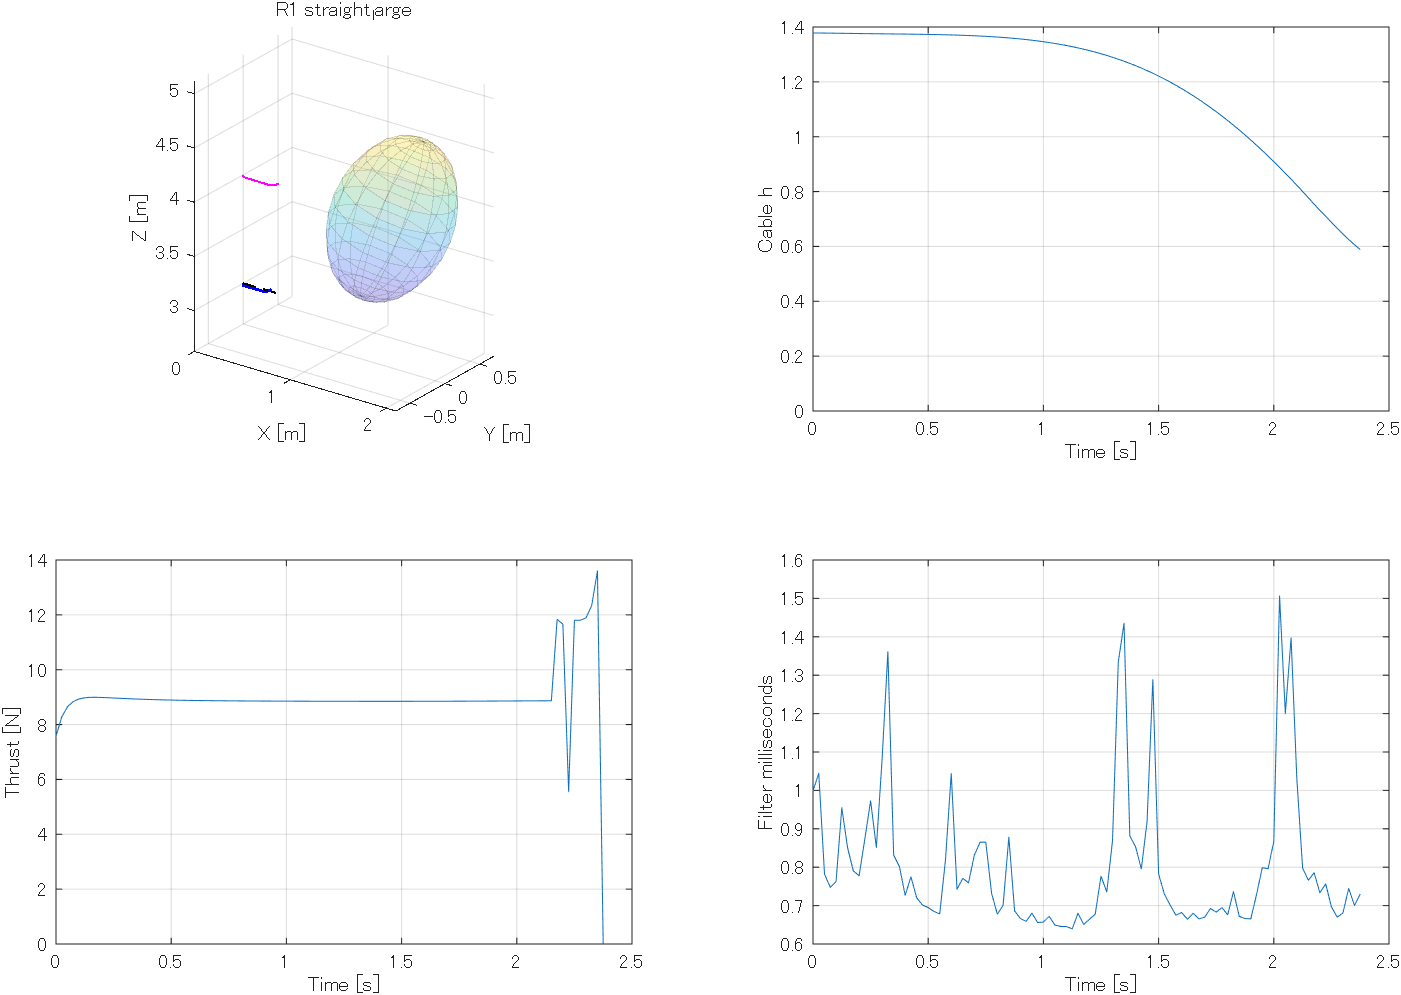 R1 straightlarge
5
4.5
4
3.5
3
Z [m]
0
1
2
X [m]
-0.5
0
0.5
Y [m]
1.4
1.2
1
0.8
0.6
0.4
0.2
0
Cable h
0 0.5 1 1.5 2 2.5
Time [s]
14
12
10
8
6
4
2
0
Thrust [N]
0 0.5 1 1.5 2 2.5
Time [s]
1.6
1.5
1.4
1.3
1.2
1.1
1
0.9
0.8
0.7
0.6
Filter milliseconds
0 0.5 1 1.5 2 2.5
Time [s]